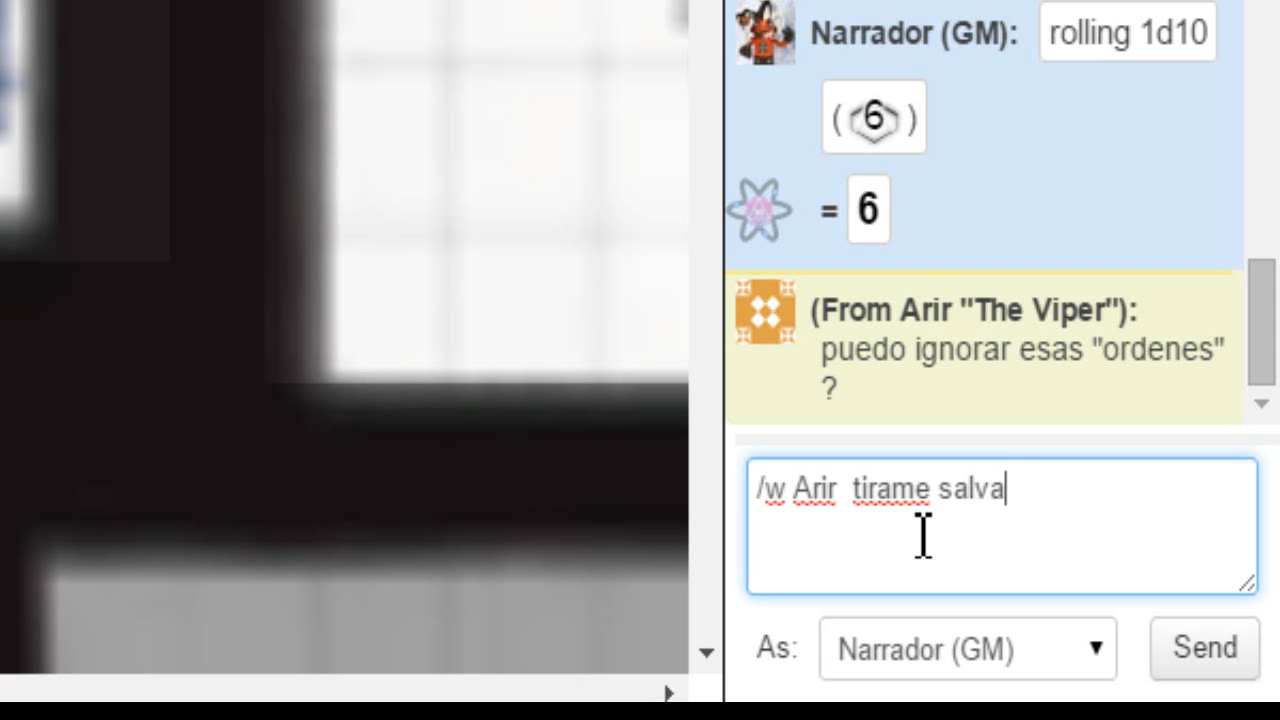 Narrador (GM): rolling 1d10
(6)
= 6
(From Arir "The Viper"):
puedo ignorar esas "ordenes"
?
/w Arir  tirame salva
As: Narrador (GM) Send